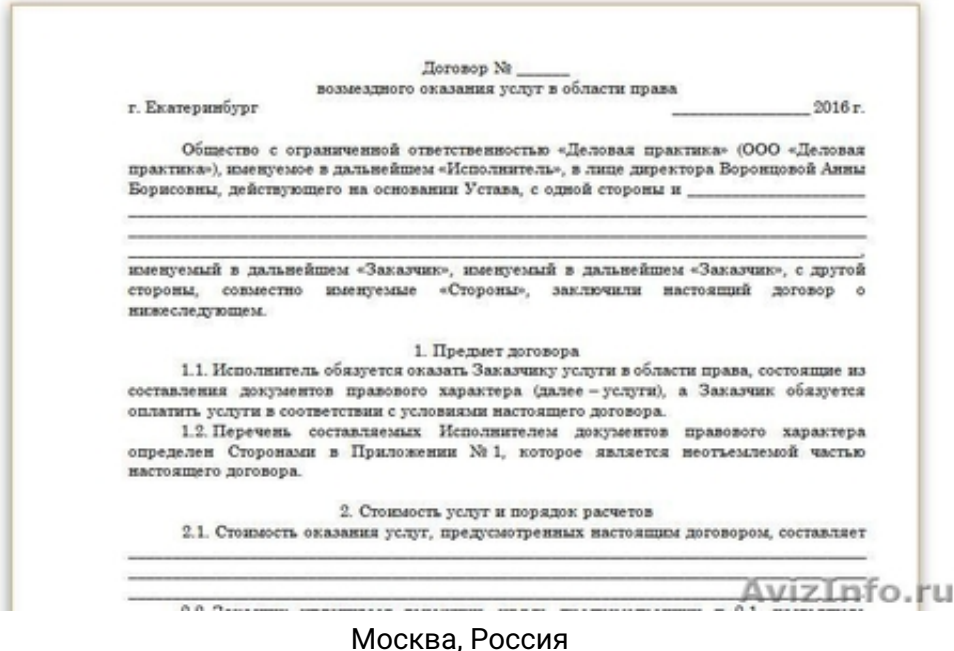 Договор № ______
возмездного оказания услуг в области права
г. Екатеринбург ______________ 2016 г.
Общество с ограниченной ответственностью «Деловая практика» (ООО «Деловая
практика»), именуемое в дальнейшем «Исполнитель», в лице директора Воронцовой Анны
Борисовны, действующего на основании Устава, с одной стороны и __________________
именуемый в дальнейшем «Заказчик», именуемый в дальнейшем «Заказчик», с другой
стороны, совместно именуемые «Стороны», заключили настоящий договор о
нижеследующем.
1. Предмет договора
1.1. Исполнитель обязуется оказать Заказчику услуги в области права, состоящие из
составления документов правового характера (далее – услуги), а Заказчик обязуется
оплатить услуги в соответствии с условиями настоящего договора.
1.2. Перечень составляемых Исполнителем документов правового характера
определен Сторонами в Приложении № 1, которое является неотъемлемой частью
настоящего договора.
2. Стоимость услуг и порядок расчетов
2.1. Стоимость оказания услуг, предусмотренных настоящим договором, составляет
AvizInfo.ru
Москва, Россия